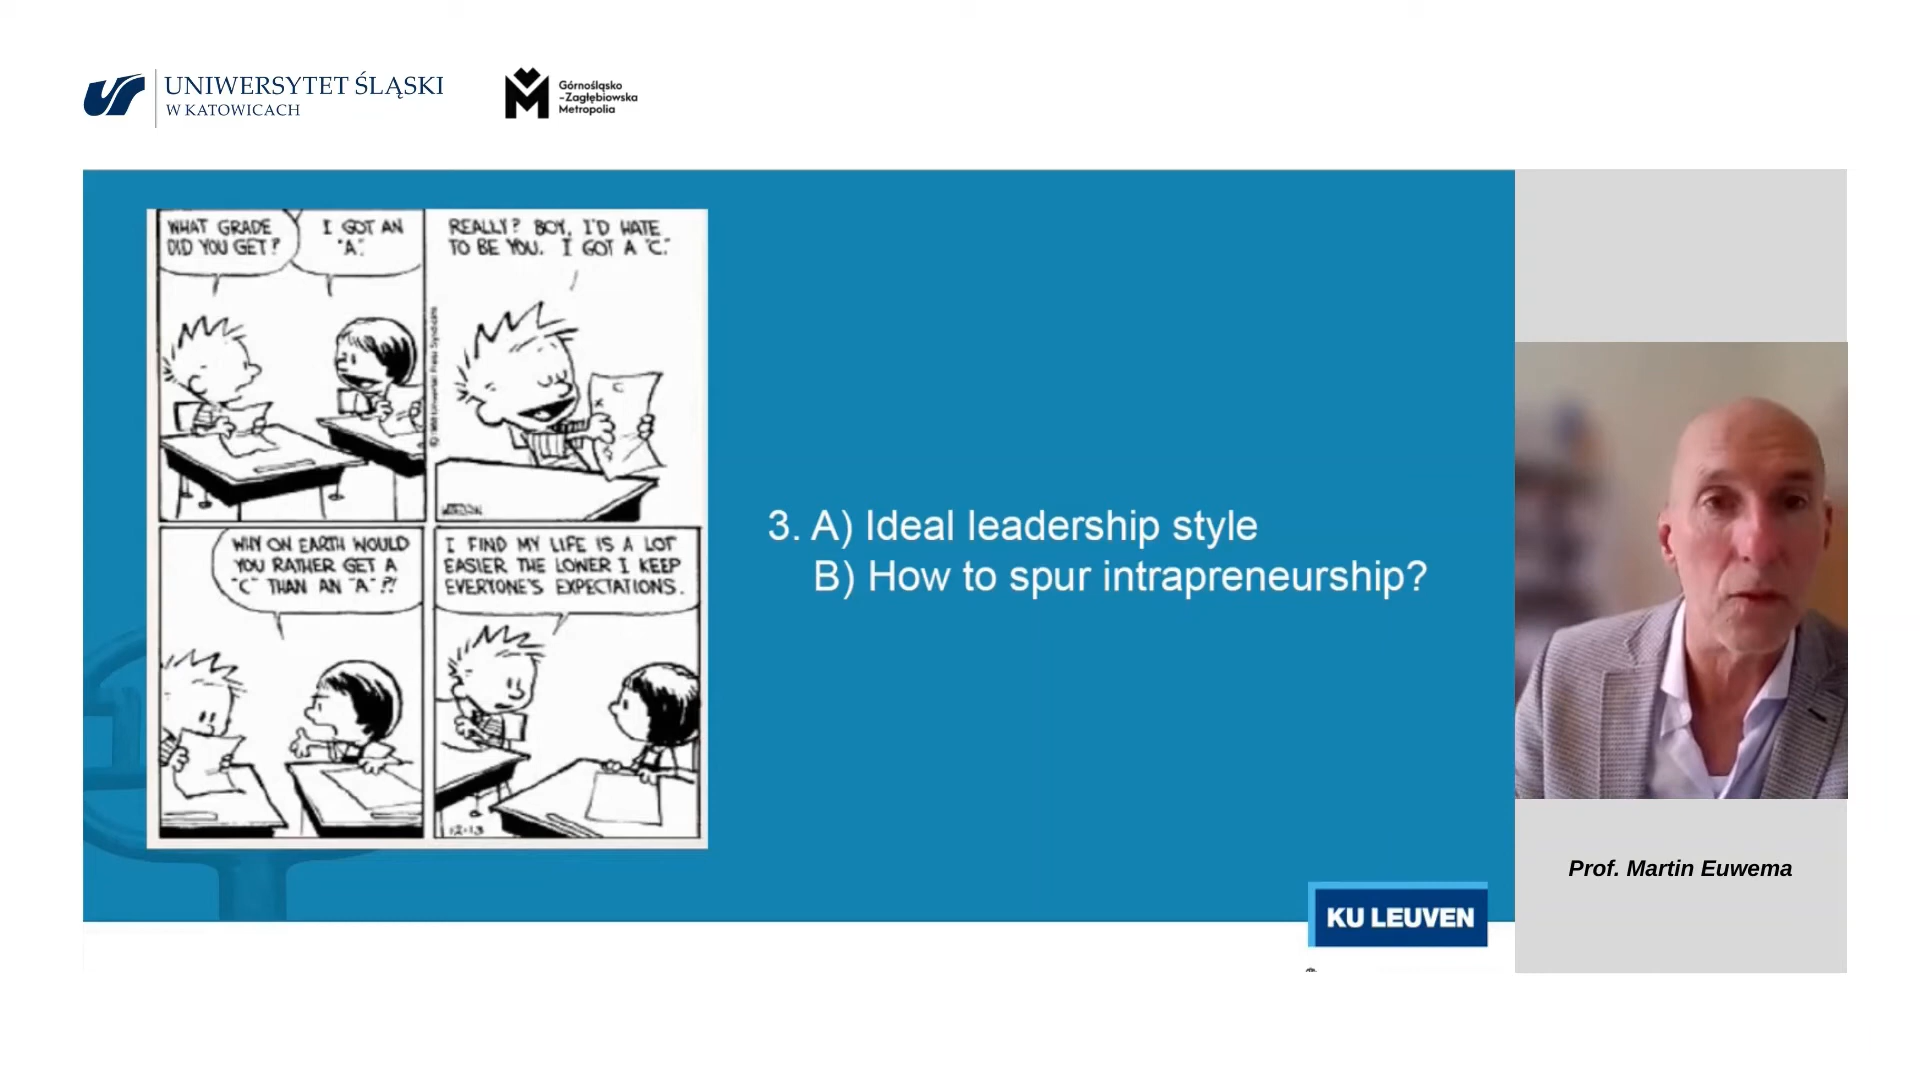 UNIWERSYTET ŚLĄSKI
W KATOWICACH
Górnośląsko
-Zagłębiowska
Metropolia
WHAT GRADE
DID YOU GET?
I GOT AN
"A".
REALLY? BOY, I'D HATE
TO BE YOU. I GOT A "C".
C
WHY ON EARTH WOULD
YOU RATHER GET A
"C" THAN AN "A"?!
I FIND MY LIFE IS A LOT
EASIER THE LOWER I KEEP
EVERYONE'S EXPECTATIONS.
12-13
3. A) Ideal leadership style
B) How to spur intrapreneurship?
KU LEUVEN
Prof. Martin Euwema